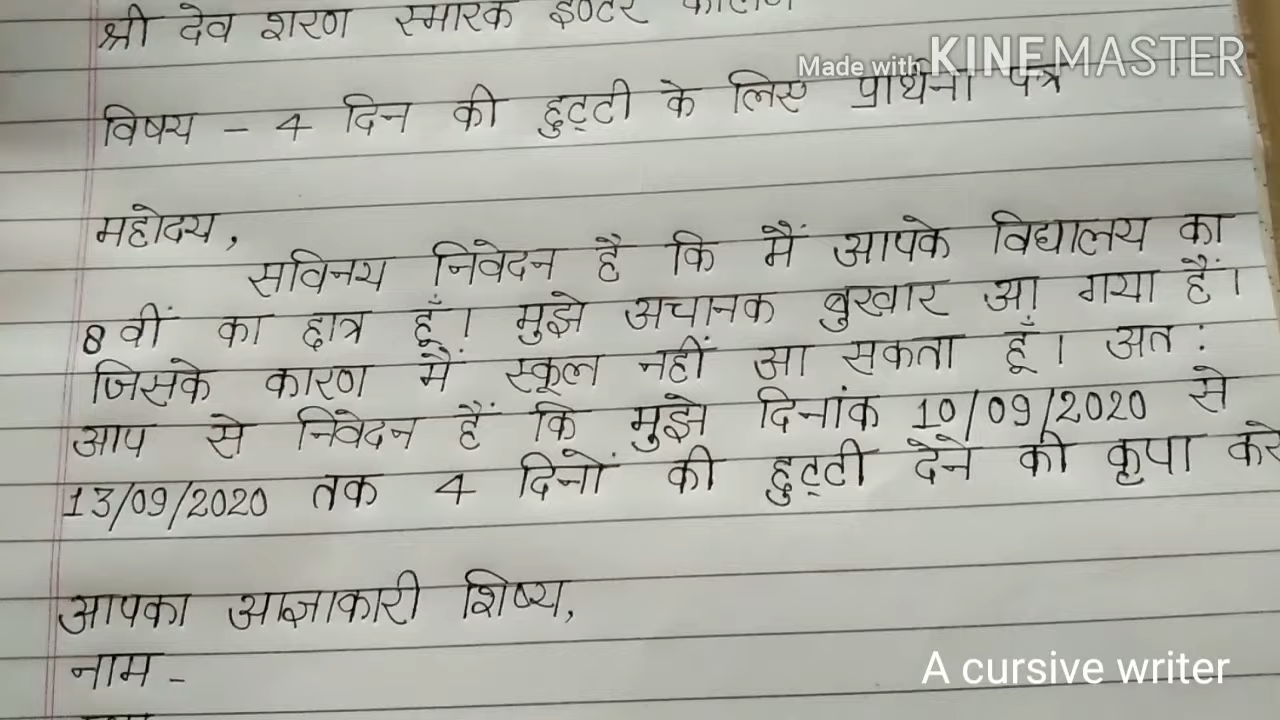 श्री देव शरण स्मारक इण्टर कालेज
Made with KINEMASTER
विषय - 4 दिन की छुट्टी के लिए प्रार्थना पत्र
महोदय,
सविनय निवेदन है कि मैं आपके विद्यालय का
8 वीं का छात्र हूँ। मुझे अचानक बुखार आ गया हैं।
जिसके कारण मैं स्कूल नहीं आ सकता हूँ। अत:
आप से निवेदन हैं कि मुझे दिनांक 10/09/2020 से
13/09/2020 तक 4 दिनों की छुट्टी देने की कृपा करे
आपका आज्ञाकारी शिष्य,
नाम -
A cursive writer